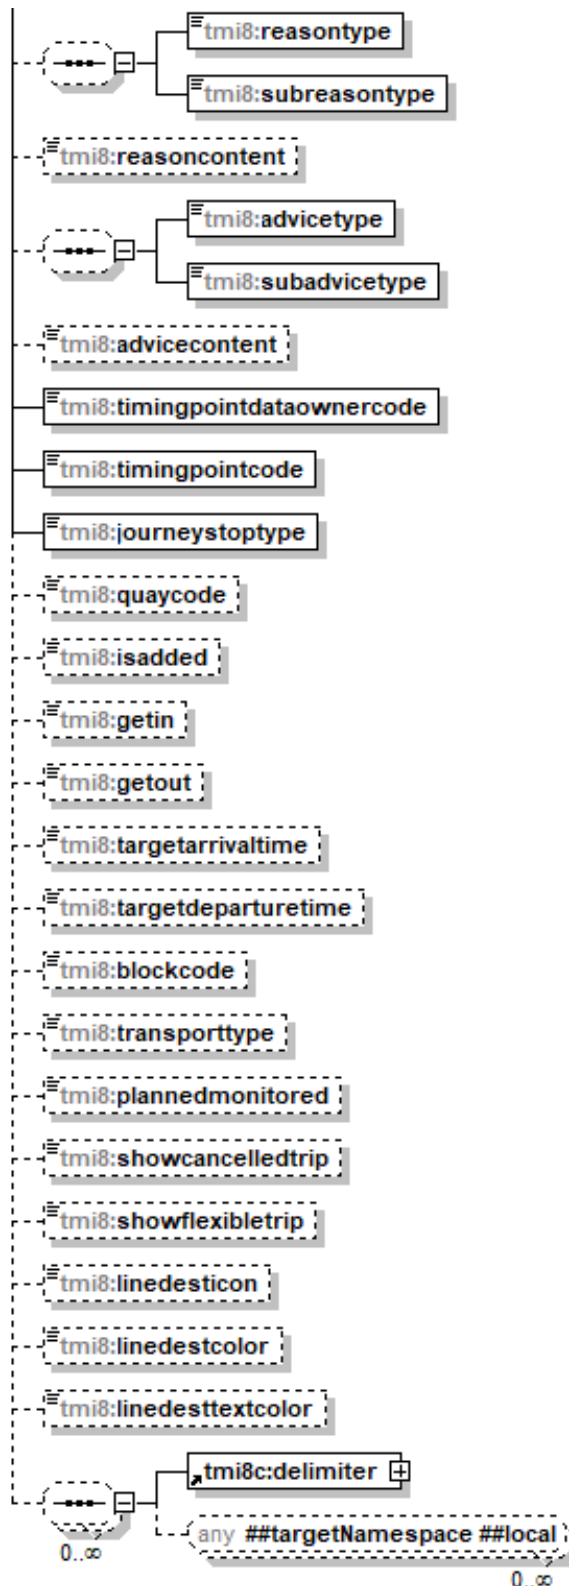 tmi8:reasontype
tmi8:subreasontype
tmi8:reasoncontent
tmi8:advicetype
tmi8:subadvicetype
tmi8:advicecontent
tmi8:timingpointdataownercode
tmi8:timingpointcode
tmi8:journeystoptype
tmi8:quaycode
tmi8:isadded
tmi8:getin
tmi8:getout
tmi8:targetarrivaltime
tmi8:targetdeparturetime
tmi8:blockcode
tmi8:transporttype
tmi8:plannedmonitored
tmi8:showcancelledtrip
tmi8:showflexibletrip
tmi8:linedesticon
tmi8:linedestcolor
tmi8:linedesttextcolor
tmi8c:delimiter
any ##targetNamespace ##local
0..∞
0..∞